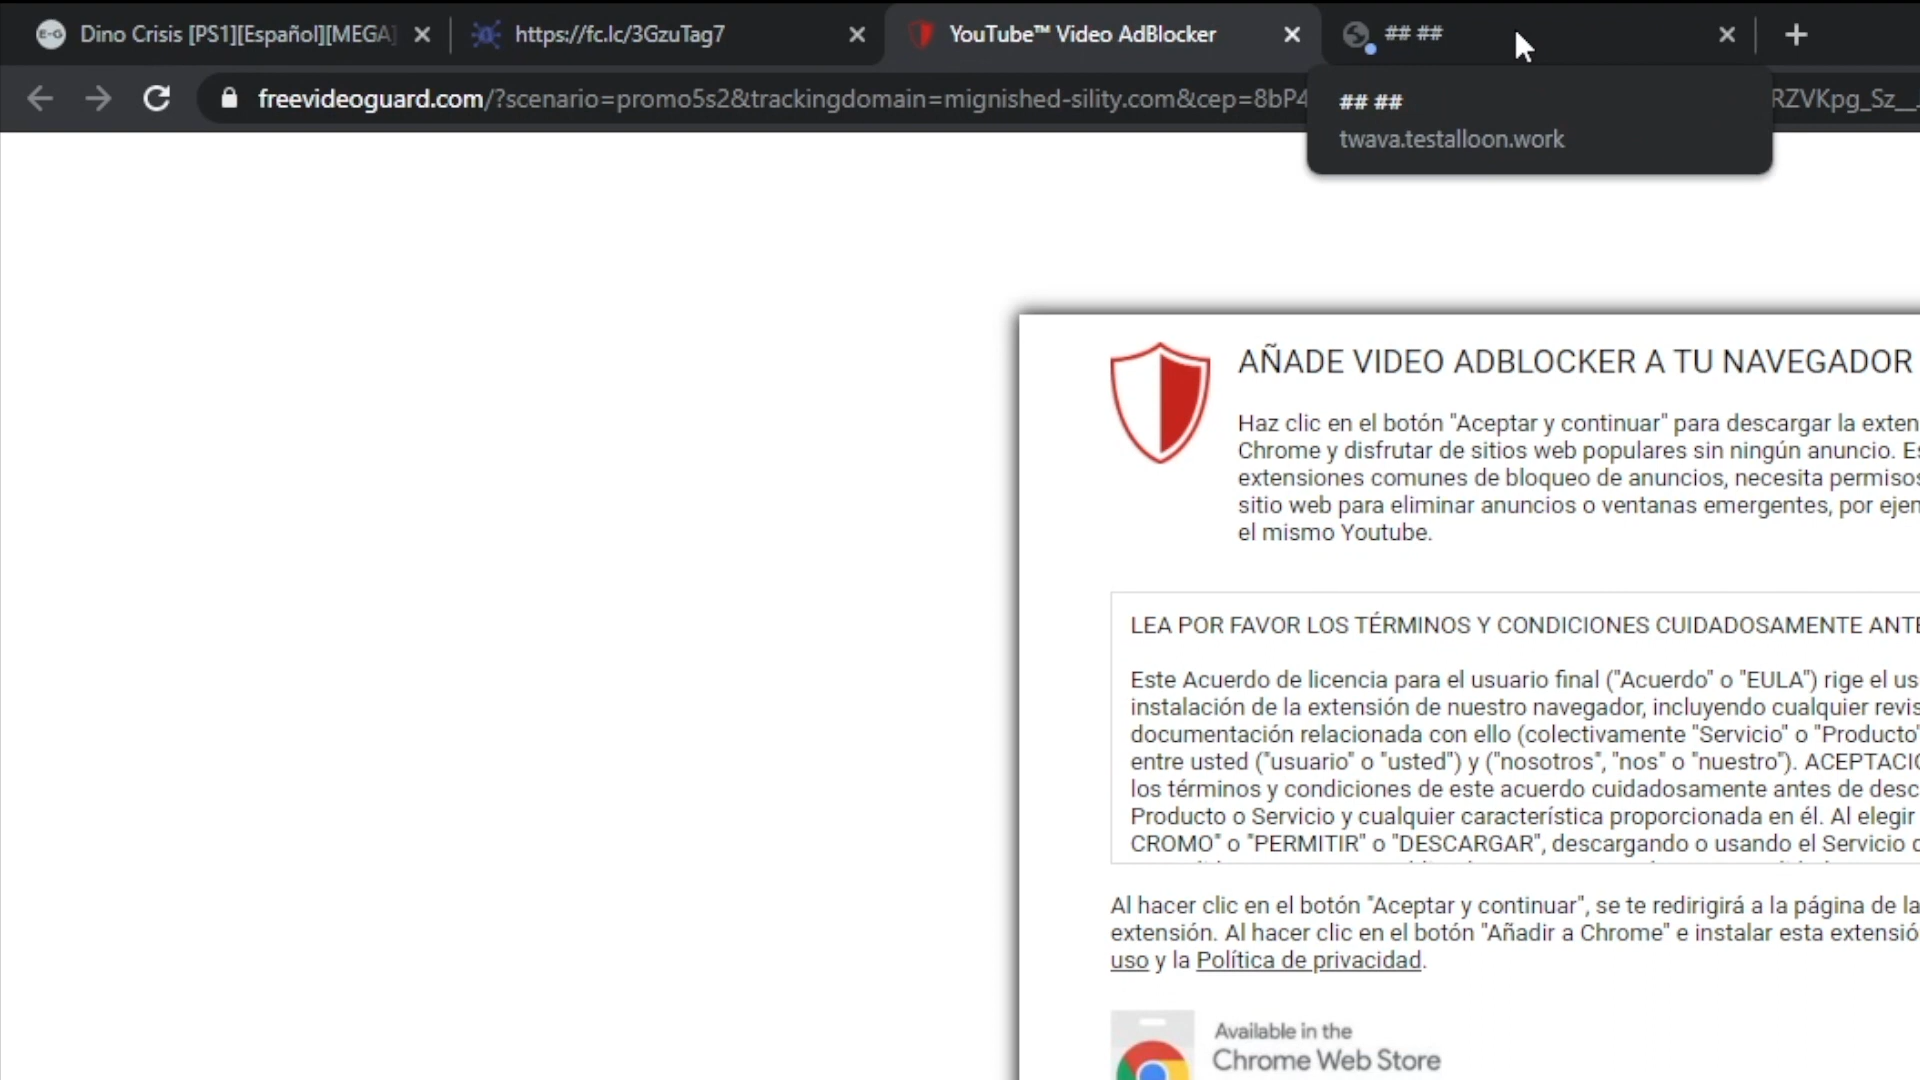 Dino Crisis [PS1][Español][MEGA]
https://fc.lc/3GzuTag7
YouTube™ Video AdBlocker
## ##
freevideoguard.com/?scenario=promo5s2&trackingdomain=mignished-sility.com&cep=8bP4
RZVKpg_Sz__
## ##
twava.testalloon.work
AÑADE VIDEO ADBLOCKER A TU NAVEGADOR
Haz clic en el botón "Aceptar y continuar" para descargar la exten
Chrome y disfrutar de sitios web populares sin ningún anuncio. Es
extensiones comunes de bloqueo de anuncios, necesita permisos
sitio web para eliminar anuncios o ventanas emergentes, por ejem
el mismo Youtube.
LEA POR FAVOR LOS TÉRMINOS Y CONDICIONES CUIDADOSAMENTE ANTE
Este Acuerdo de licencia para el usuario final ("Acuerdo" o "EULA") rige el us
instalación de la extensión de nuestro navegador, incluyendo cualquier revis
documentación relacionada con ello (colectivamente "Servicio" o "Producto"
entre usted ("usuario" o "usted") y ("nosotros", "nos" o "nuestro"). ACEPTACIÓ
los términos y condiciones de este acuerdo cuidadosamente antes de desc
Producto o Servicio y cualquier característica proporcionada en él. Al elegir
CROMO" o "PERMITIR" o "DESCARGAR", descargando o usando el Servicio o
Al hacer clic en el botón "Aceptar y continuar", se te redirigirá a la página de la
extensión. Al hacer clic en el botón "Añadir a Chrome" e instalar esta extensió
uso y la Política de privacidad.
Available in the
Chrome Web Store